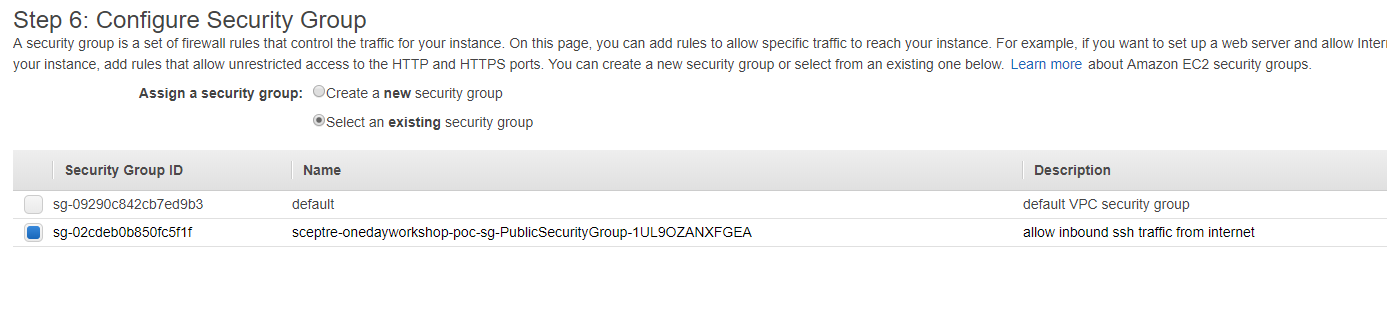 Step 6: Configure Security Group
A security group is a set of firewall rules that control the traffic for your instance. On this page, you can add rules to allow specific traffic to reach your instance. For example, if you want to set up a web server and allow Inter
your instance, add rules that allow unrestricted access to the HTTP and HTTPS ports. You can create a new security group or select from an existing one below. Learn more about Amazon EC2 security groups.
Assign a security group: Create a new security group
Select an existing security group
Security Group ID Name Description
sg-09290c842cb7ed9b3 default default VPC security group
sg-02cdeb0b850fc5f1f sceptre-onedayworkshop-poc-sg-PublicSecurityGroup-1UL9OZANXFGEA allow inbound ssh traffic from internet